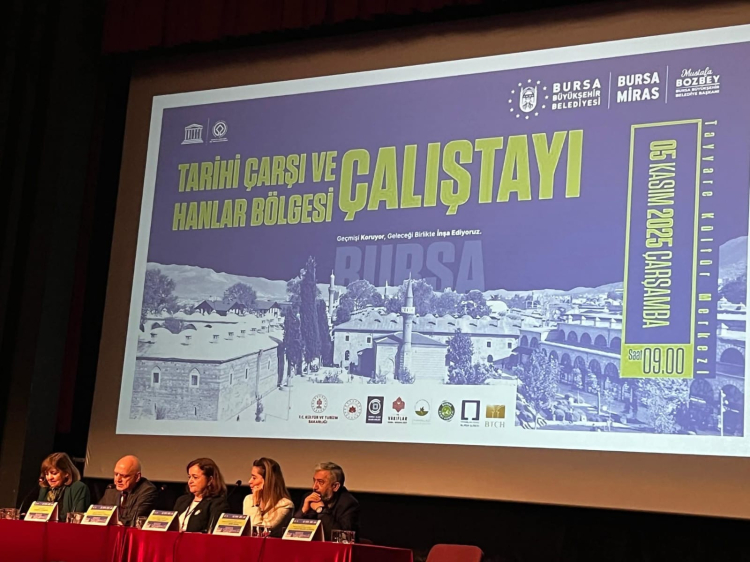 BURSA
BÜYÜKŞEHİR
BELEDİYESİ
BURSA
MİRAS
Mustafa
BOZBEY
BURSA BÜYÜKŞEHİR
BELEDİYE BAŞKANI
TARİHİ ÇARŞI VE
HANLAR BÖLGESİ
ÇALIŞTAYI
Geçmişi Koruyor, Geleceği Birlikte İnşa Ediyoruz.
BURSA
05 KASIM 2025 ÇARŞAMBA
Saat 09.00
Tayyare Kültür Merkezi
T.C. KÜLTÜR VE TURİZM
BAKANLIĞI
VAKIFLAR